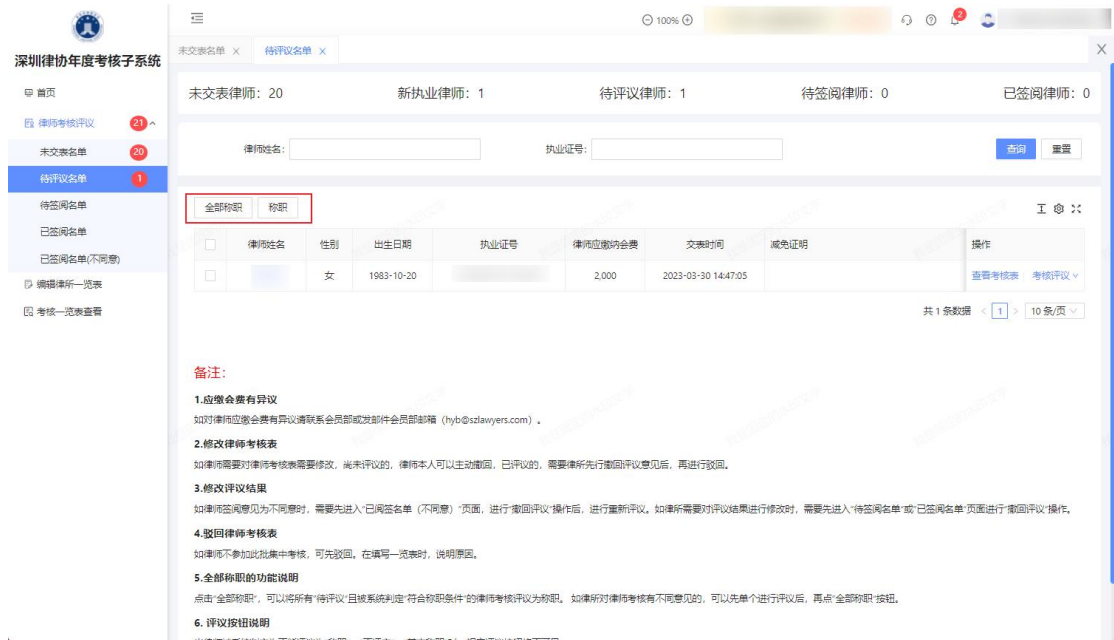 ⊖ 100% ⊕
2
深圳律协年度考核子系统
首页
律师考核评议 21
未交表名单 20
待评议名单 1
待签阅名单
已签阅名单
已签阅名单(不同意)
编辑律所一览表
考核一览表查看
未交表名单 × 待评议名单 ×
未交表律师：20 新执业律师：1 待评议律师：1 待签阅律师：0 已签阅律师：0
律师姓名： 执业证号： 查询 重置
全部称职 称职
律师姓名 性别 出生日期 执业证号 律师应缴纳会费 交表时间 减免证明 操作
女 1983-10-20 2,000 2023-03-30 14:47:05 查看考核表 考核评议
共 1 条数据 < 1 > 10 条/页
备注：
1.应缴会费有异议
如对律师应缴会费有异议请联系会员部或发邮件会员部邮箱（hyb@szlawyers.com）。
2.修改律师考核表
如律师需要对律师考核表需要修改，尚未评议的，律师本人可以主动撤回，已评议的，需要律所先行撤回评议意见后，再进行驳回。
3.修改评议结果
如律师签阅意见为不同意时，需要先进入“已阅签名单（不同意）”页面，进行“撤回评议”操作后，进行重新评议。如律所需要对评议结果进行修改时，需要先进入“待签阅名单”或“已签阅名单”页面进行“撤回评议”操作。
4.驳回律师考核表
如律师不参加此批集中考核，可先驳回。在填写一览表时，说明原因。
5.全部称职的功能说明
点击“全部称职”，可以将所有“待评议”且被系统判定“符合称职条件”的律师考核评议为称职。 如律所对律师考核有不同意见的，可以先单个进行评议后，再点“全部称职”按钮。
6. 评议按钮说明